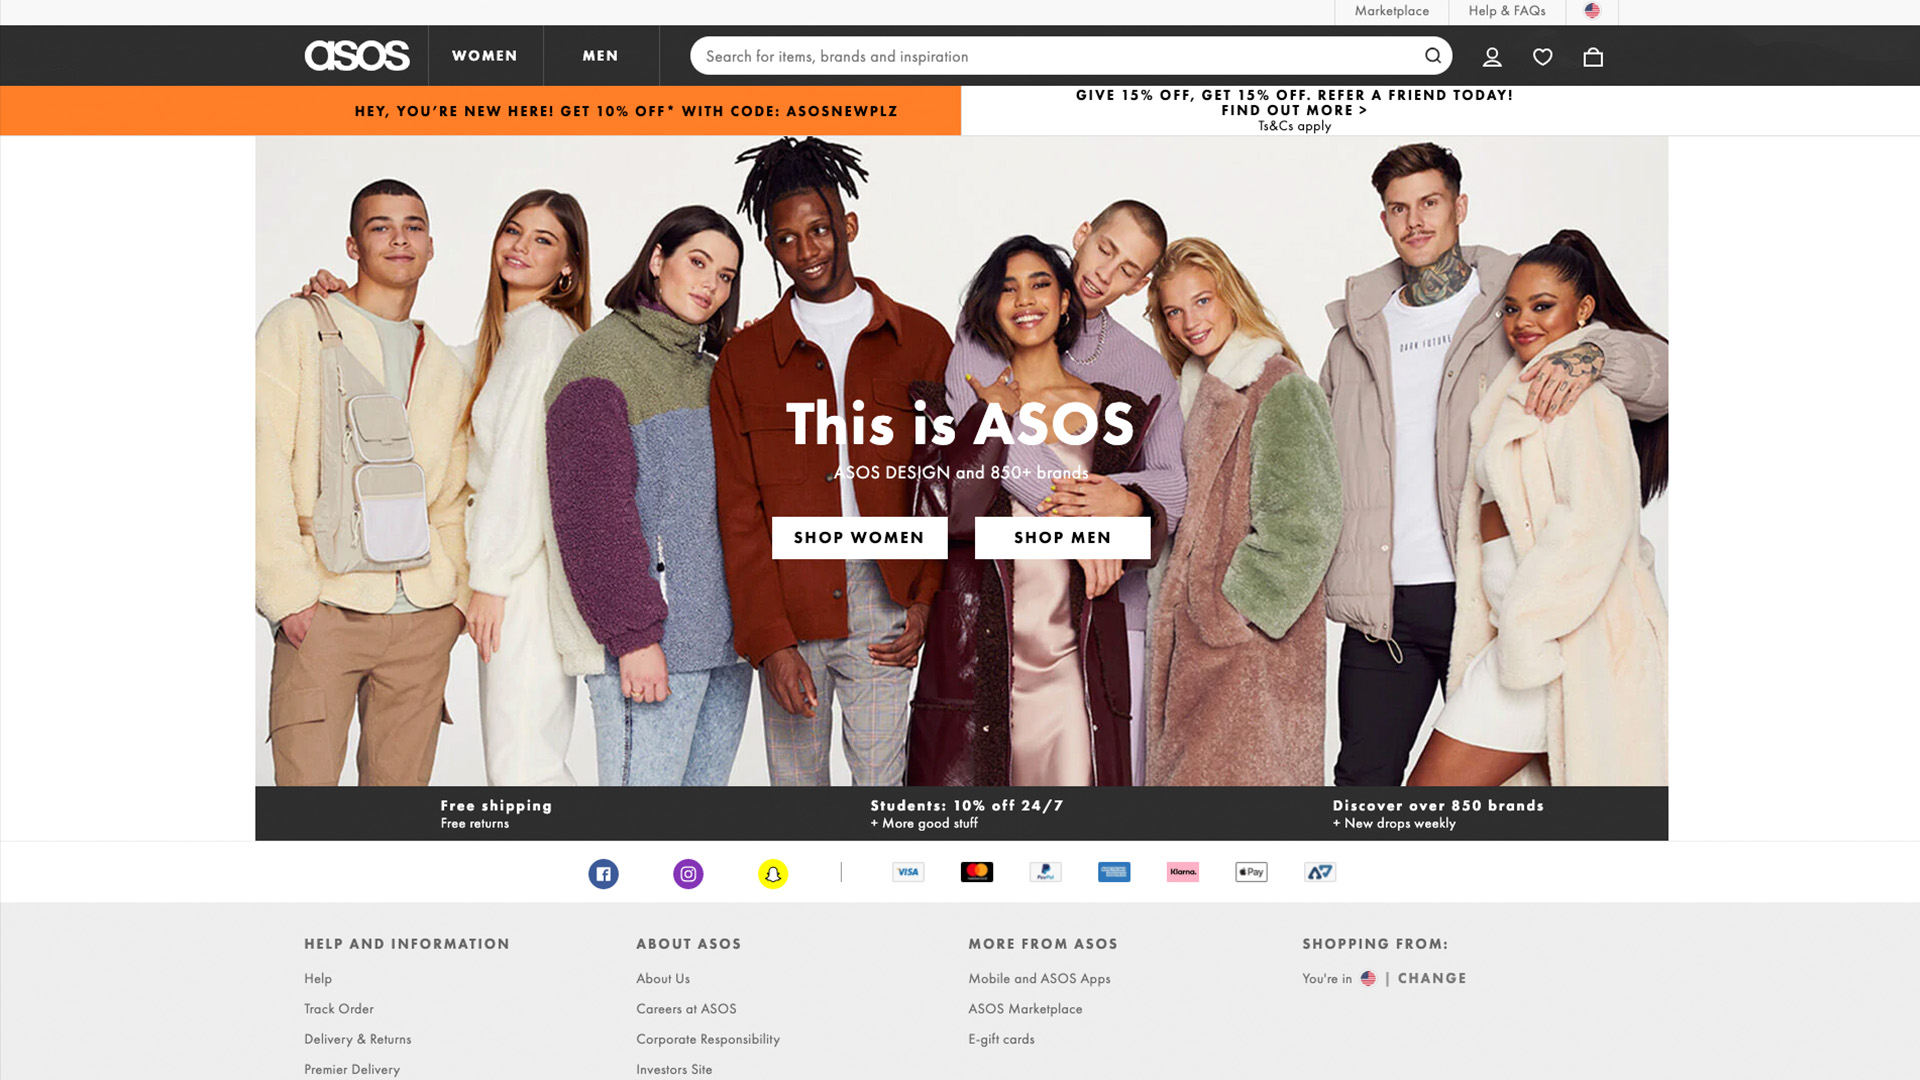 Marketplace
Help & FAQs
asos
WOMEN
MEN
Search for items, brands and inspiration
HEY, YOU'RE NEW HERE! GET 10% OFF* WITH CODE: ASOSNEWPLZ
GIVE 15% OFF, GET 15% OFF. REFER A FRIEND TODAY!
FIND OUT MORE >
Ts&Cs apply
DARK FUTURE
This is ASOS
ASOS DESIGN and 850+ brands
SHOP WOMEN
SHOP MEN
Free shipping
Free returns
Students: 10% off 24/7
+ More good stuff
Discover over 850 brands
+ New drops weekly
VISA
PayPal
Klarna.
Pay
HELP AND INFORMATION
Help
Track Order
Delivery & Returns
Premier Delivery
ABOUT ASOS
About Us
Careers at ASOS
Corporate Responsibility
Investors Site
MORE FROM ASOS
Mobile and ASOS Apps
ASOS Marketplace
E-gift cards
SHOPPING FROM:
You're in | CHANGE